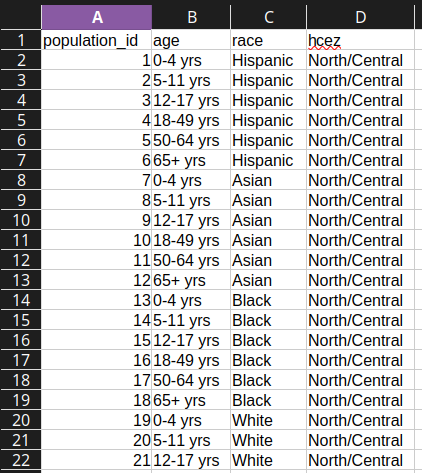 A B C D
1 population_id age race hcez
2 1 0-4 yrs Hispanic North/Central
3 2 5-11 yrs Hispanic North/Central
4 3 12-17 yrs Hispanic North/Central
5 4 18-49 yrs Hispanic North/Central
6 5 50-64 yrs Hispanic North/Central
7 6 65+ yrs Hispanic North/Central
8 7 0-4 yrs Asian North/Central
9 8 5-11 yrs Asian North/Central
10 9 12-17 yrs Asian North/Central
11 10 18-49 yrs Asian North/Central
12 11 50-64 yrs Asian North/Central
13 12 65+ yrs Asian North/Central
14 13 0-4 yrs Black North/Central
15 14 5-11 yrs Black North/Central
16 15 12-17 yrs Black North/Central
17 16 18-49 yrs Black North/Central
18 17 50-64 yrs Black North/Central
19 18 65+ yrs Black North/Central
20 19 0-4 yrs White North/Central
21 20 5-11 yrs White North/Central
22 21 12-17 yrs White North/Central